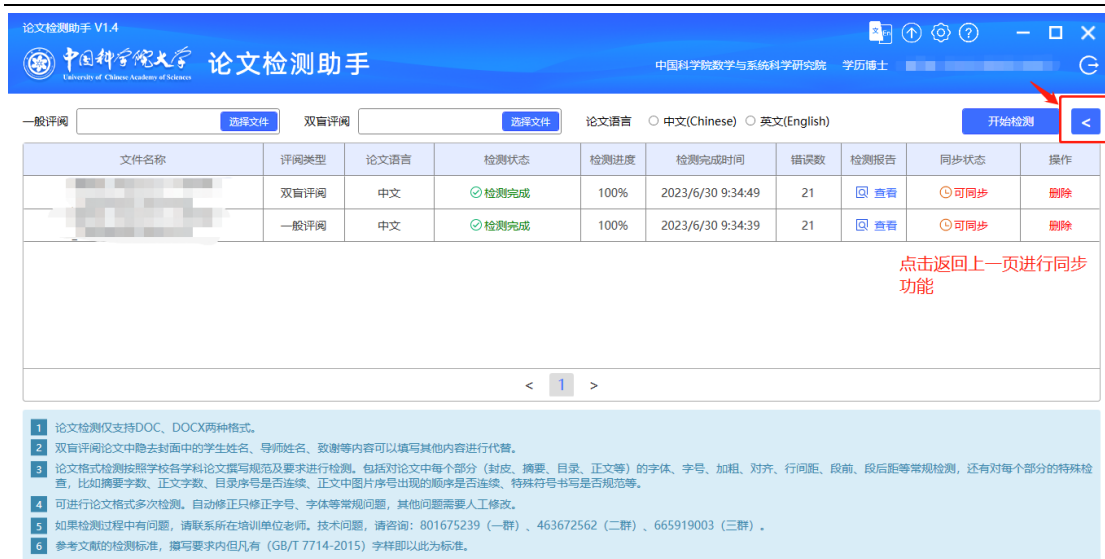 论文检测助手 V1.4
中国科学院大学
University of Chinese Academy of Sciences
论文检测助手
中国科学院数学与系统科学研究院 学历博士
一般评阅 选择文件 双盲评阅 选择文件 论文语言 中文(Chinese) 英文(English) 开始检测 <
文件名称 评阅类型 论文语言 检测状态 检测进度 检测完成时间 错误数 检测报告 同步状态 操作
双盲评阅 中文 检测完成 100% 2023/6/30 9:34:49 21 查看 可同步 删除
一般评阅 中文 检测完成 100% 2023/6/30 9:34:39 21 查看 可同步 删除
点击返回上一页进行同步
功能
< 1 >
1 论文检测仅支持DOC、DOCX两种格式。
2 双盲评阅论文中隐去封面中的学生姓名、导师姓名、致谢等内容可以填写其他内容进行代替。
3 论文格式检测按照学校各学科论文撰写规范及要求进行检测。包括对论文中每个部分（封皮、摘要、目录、正文等）的字体、字号、加粗、对齐、行间距、段前、段后距等常规检测，还有对每个部分的特殊检
查，比如摘要字数、正文字数、目录序号是否连续、正文中图片序号出现的顺序是否连续、特殊符号书写是否规范等。
4 可进行论文格式多次检测。自动修正只修正字号、字体等常规问题，其他问题需要人工修改。
5 如果检测过程中有问题，请联系所在培训单位老师。技术问题，请咨询：801675239（一群）、463672562（二群）、665919003（三群）。
6 参考文献的检测标准，撰写要求内但凡有（GB/T 7714-2015）字样即以此为标准。